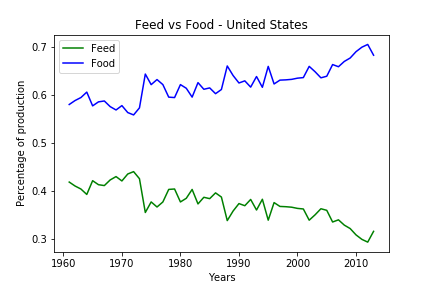 Feed vs Food - United States
Feed
Food
Percentage of production
0.7
0.6
0.5
0.4
0.3
1960
1970
1980
1990
2000
2010
Years